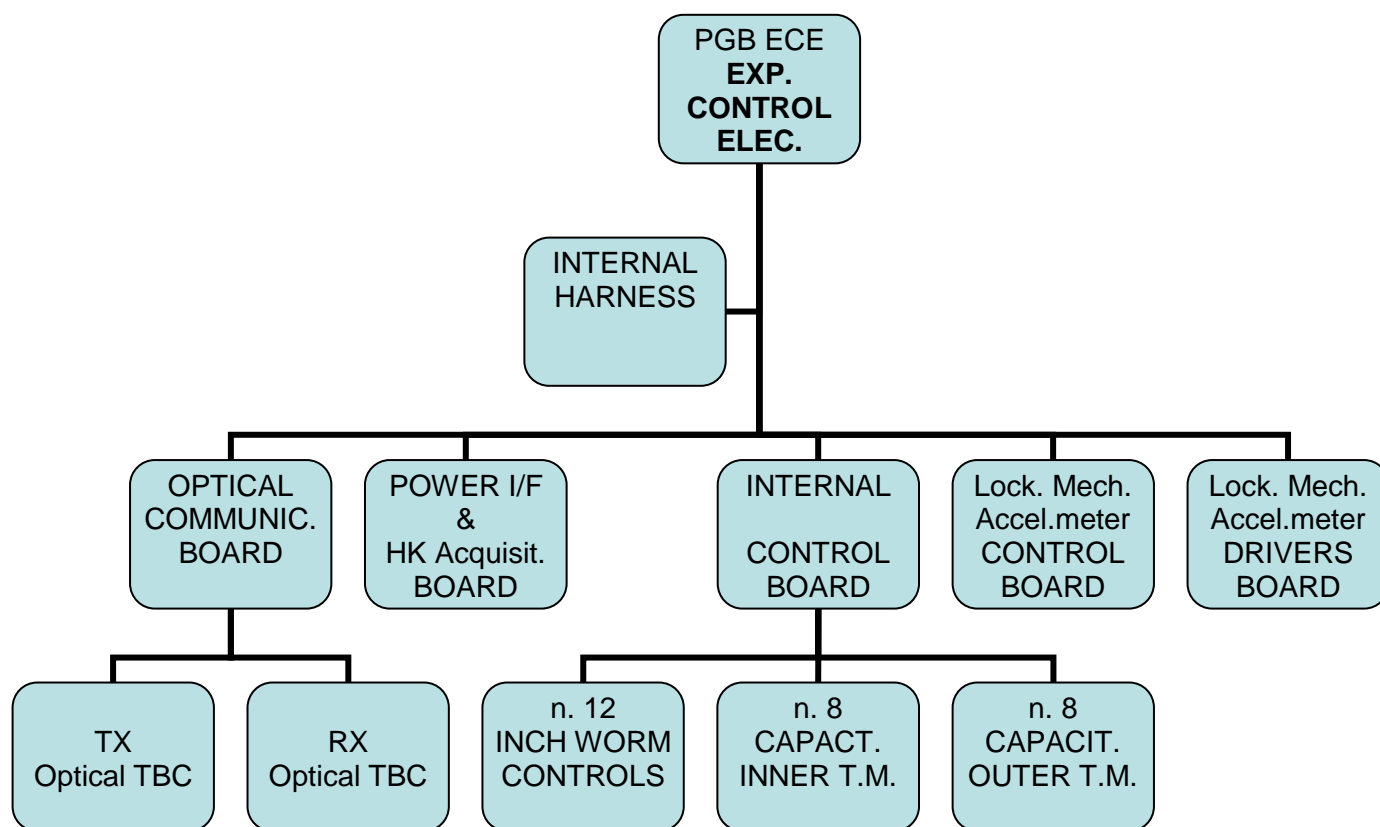 PGB ECE
EXP.
CONTROL
ELEC.
INTERNAL
HARNESS
OPTICAL
COMMUNIC.
BOARD
POWER I/F
&
HK Acquisit.
BOARD
INTERNAL
CONTROL
BOARD
Lock. Mech.
Accel.meter
CONTROL
BOARD
Lock. Mech.
Accel.meter
DRIVERS
BOARD
TX
Optical TBC
RX
Optical TBC
n. 12
INCH WORM
CONTROLS
n. 8
CAPACT.
INNER T.M.
n. 8
CAPACIT.
OUTER T.M.